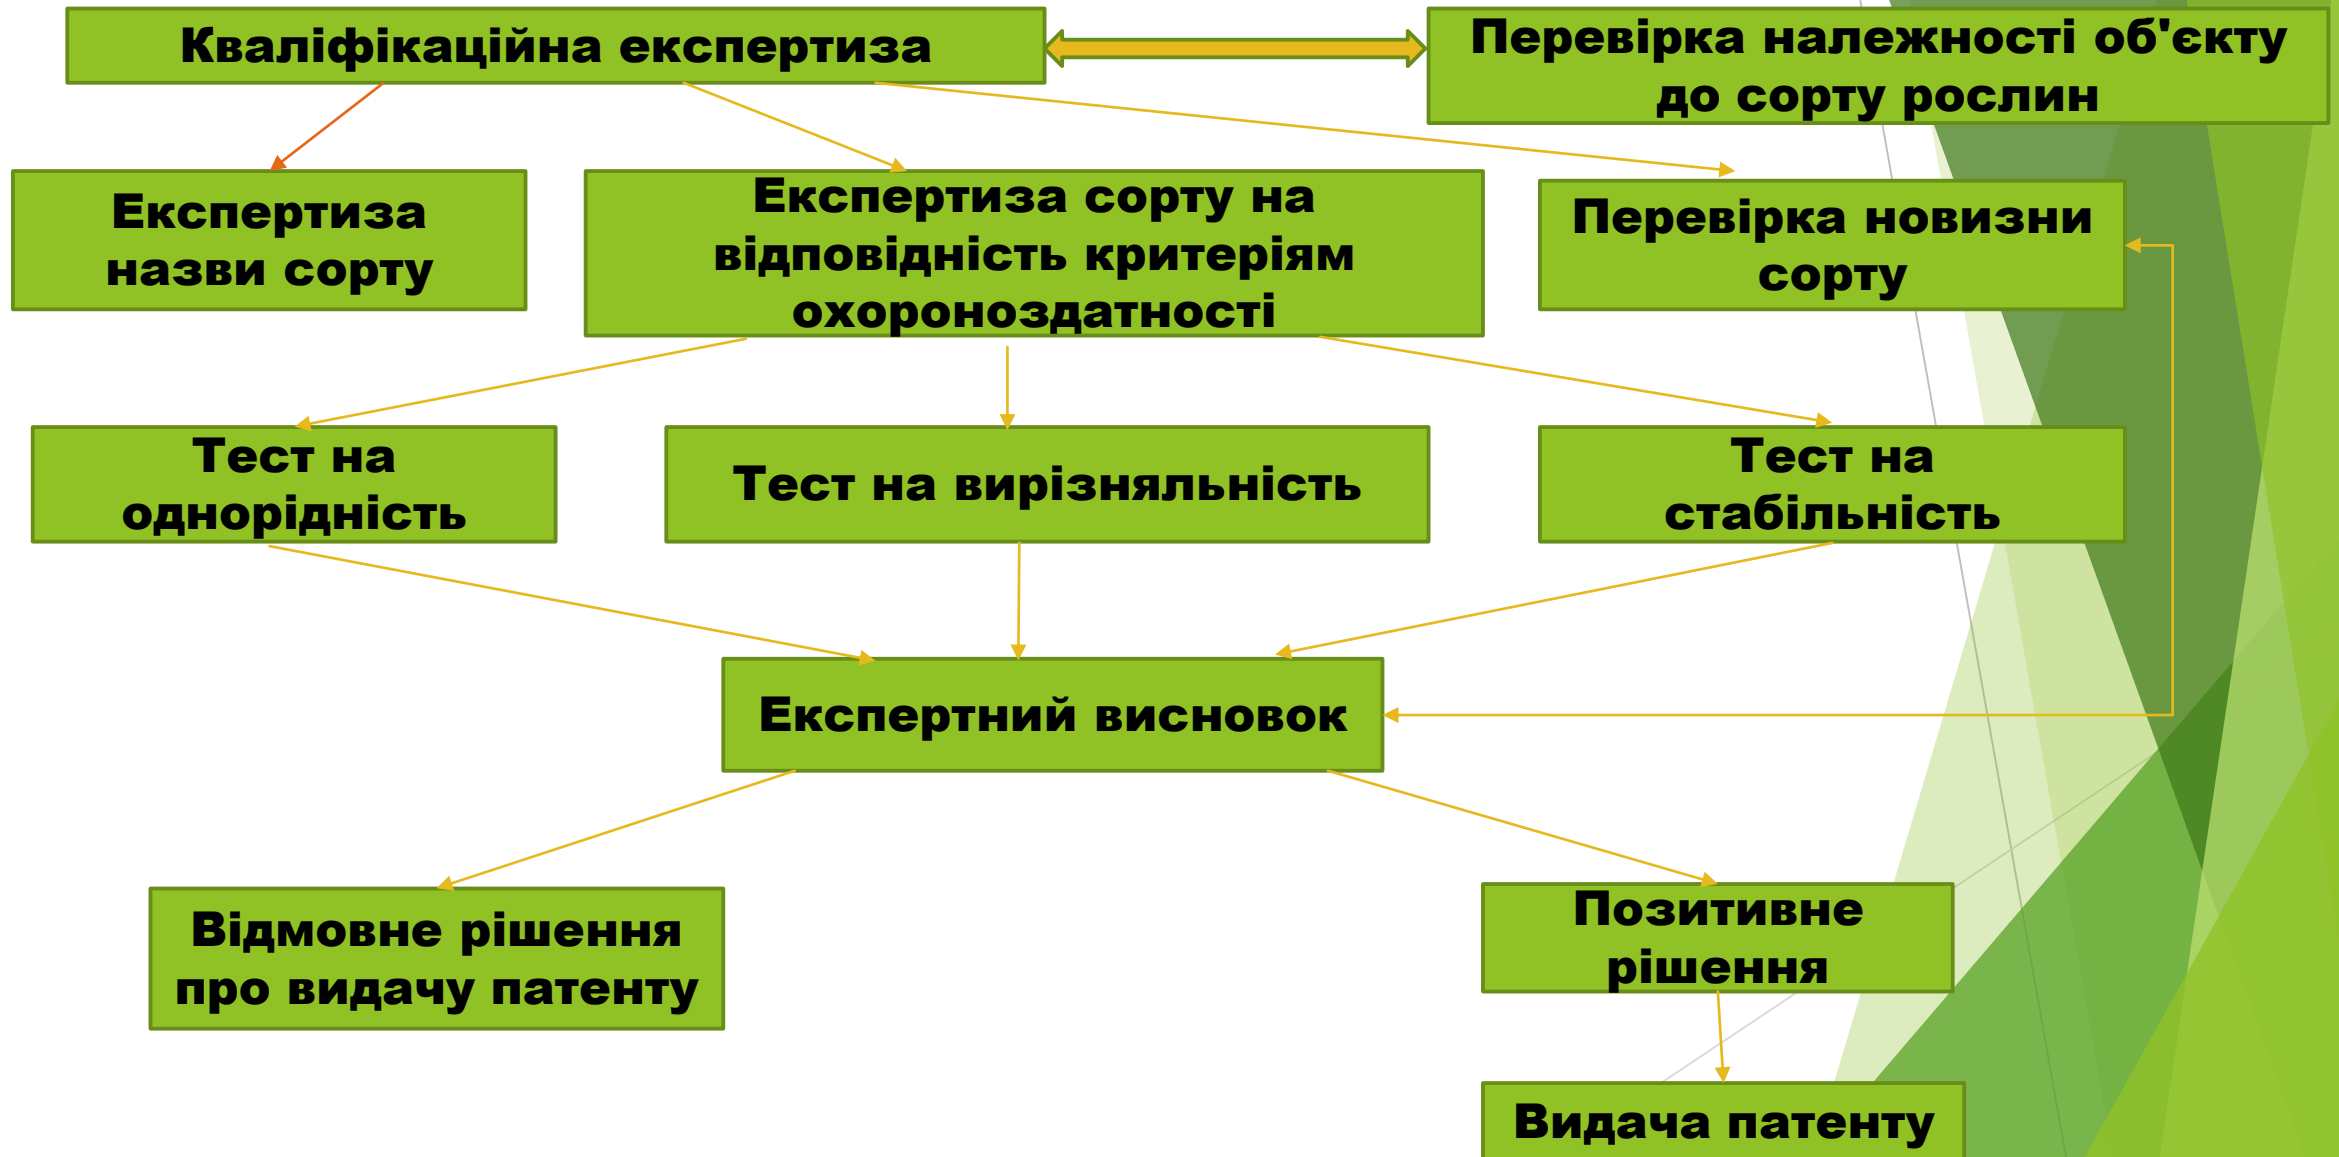 Кваліфікаційна експертиза
Перевірка належності об'єкту
до сорту рослин
Експертиза
назви сорту
Експертиза сорту на
відповідність критеріям
охороноздатності
Перевірка новизни
сорту
Тест на
однорідність
Тест на вирізняльність
Тест на
стабільність
Експертний висновок
Відмовне рішення
про видачу патенту
Позитивне
рішення
Видача патенту